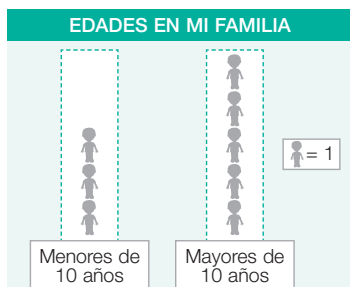 EDADES EN MI FAMILIA
= 1
Menores de
10 años
Mayores de
10 años